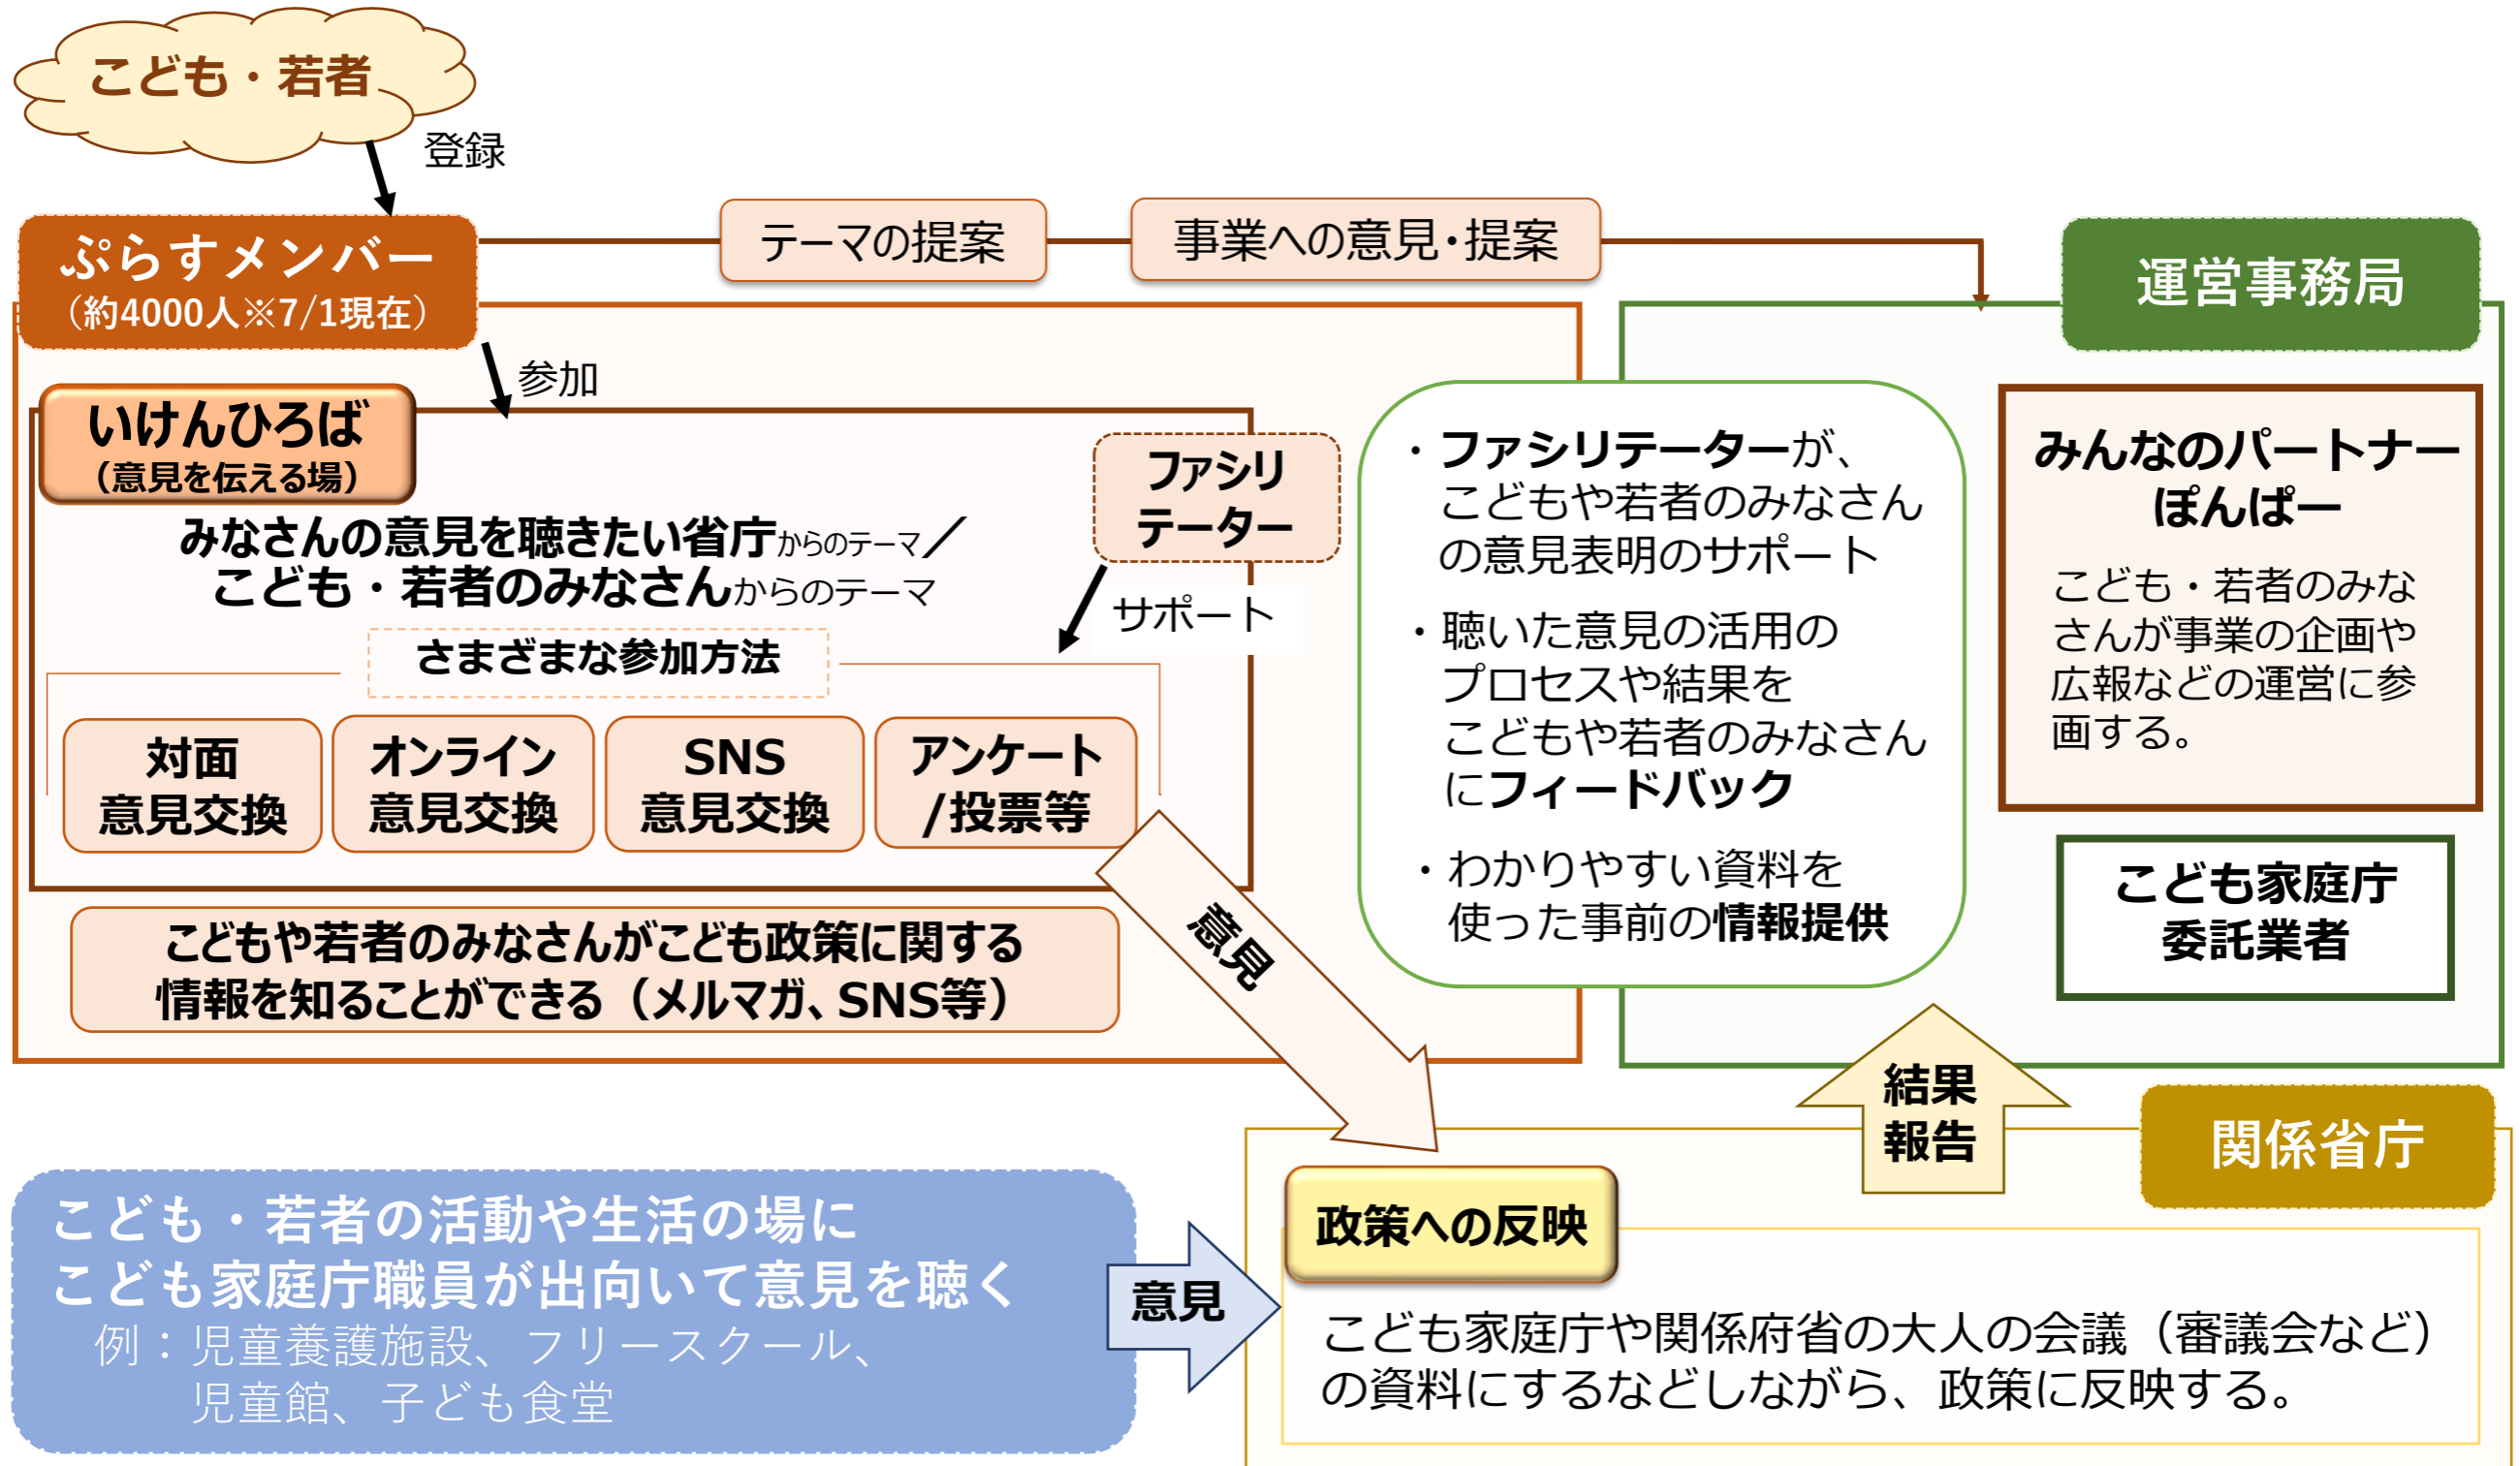 こども・若者
登録
ぷらすメンバー
（約4000人※7/1現在）
テーマの提案
事業への意見・提案
運営事務局
参加
いけんひろば
（意見を伝える場）
みなさんの意見を聴きたい省庁からのテーマ／
こども・若者のみなさんからのテーマ
ファシリ
テーター
サポート
さまざまな参加方法
対面
意見交換
オンライン
意見交換
SNS
意見交換
アンケート
/投票等
こどもや若者のみなさんがこども政策に関する
情報を知ることができる（メルマガ、SNS等）
意見
・ファシリテーターが、
こどもや若者のみなさん
の意見表明のサポート
・聴いた意見の活用の
プロセスや結果を
こどもや若者のみなさん
にフィードバック
・わかりやすい資料を
使った事前の情報提供
みんなのパートナー
ぽんぱー
こども・若者のみな
さんが事業の企画や
広報などの運営に参
画する。
こども家庭庁
委託業者
結果
報告
関係省庁
こども・若者の活動や生活の場に
こども家庭庁職員が出向いて意見を聴く
例：児童養護施設、フリースクール、
児童館、子ども食堂
意見
政策への反映
こども家庭庁や関係府省の大人の会議（審議会など）
の資料にするなどしながら、政策に反映する。